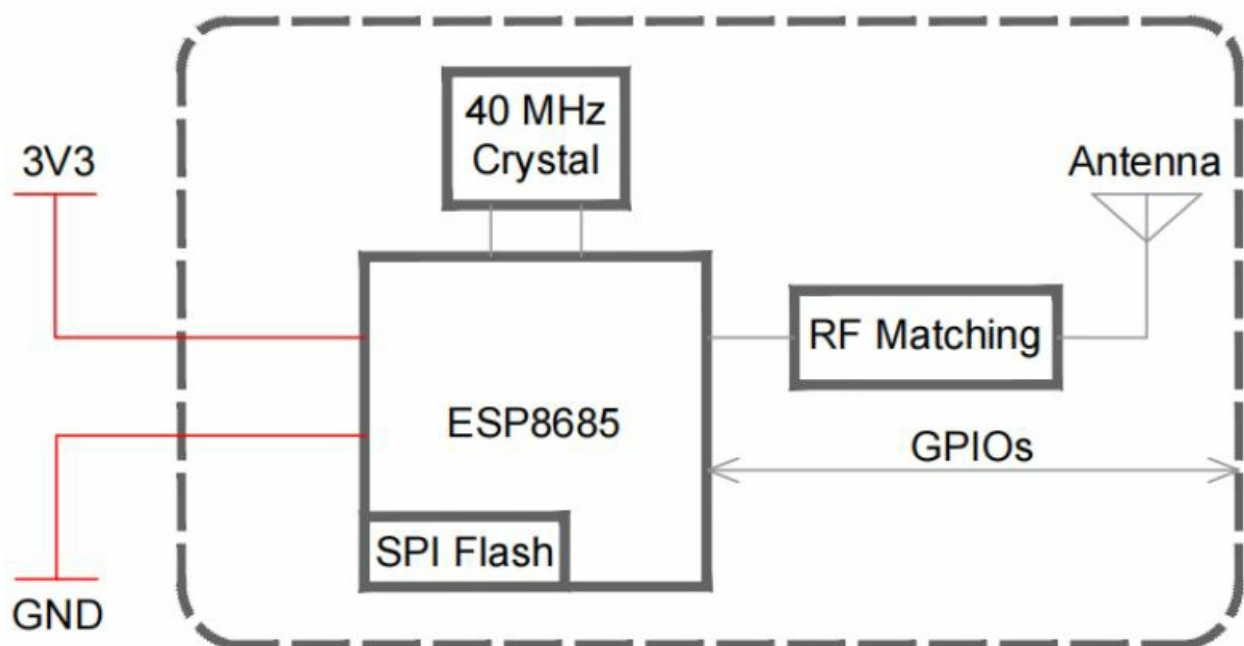 40 MHz
Crystal
3V3
Antenna
RF Matching
ESP8685
GPIOs
SPI Flash
GND